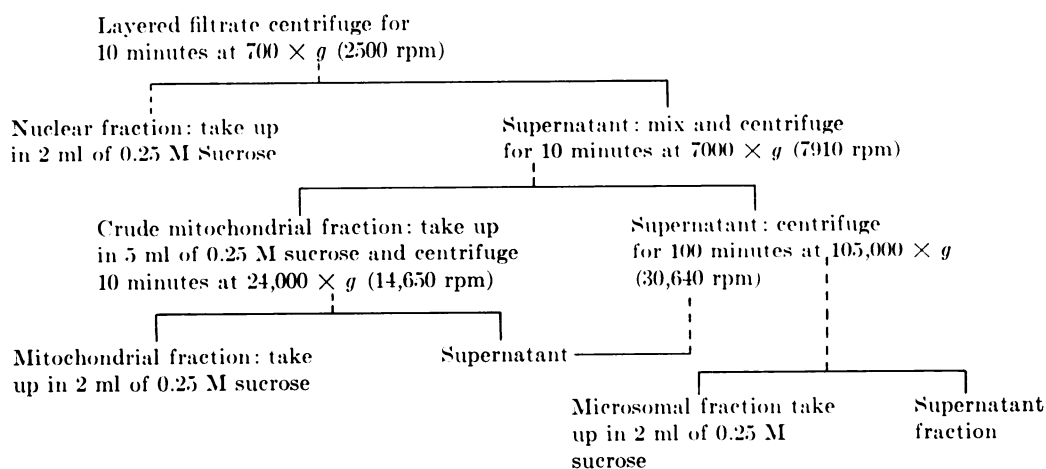 Layered filtrate centrifuge for
10 minutes at 700 × g (2500 rpm)
Nuclear fraction: take up
in 2 ml of 0.25 M Sucrose
Supernatant: mix and centrifuge
for 10 minutes at 7000 × g (7910 rpm)
Crude mitochondrial fraction: take up
in 5 ml of 0.25 M sucrose and centrifuge
10 minutes at 24,000 × g (14,650 rpm)
Supernatant: centrifuge
for 100 minutes at 105,000 × g
(30,640 rpm)
Mitochondrial fraction: take
up in 2 ml of 0.25 M sucrose
Supernatant
Microsomal fraction take
up in 2 ml of 0.25 M
sucrose
Supernatant
fraction